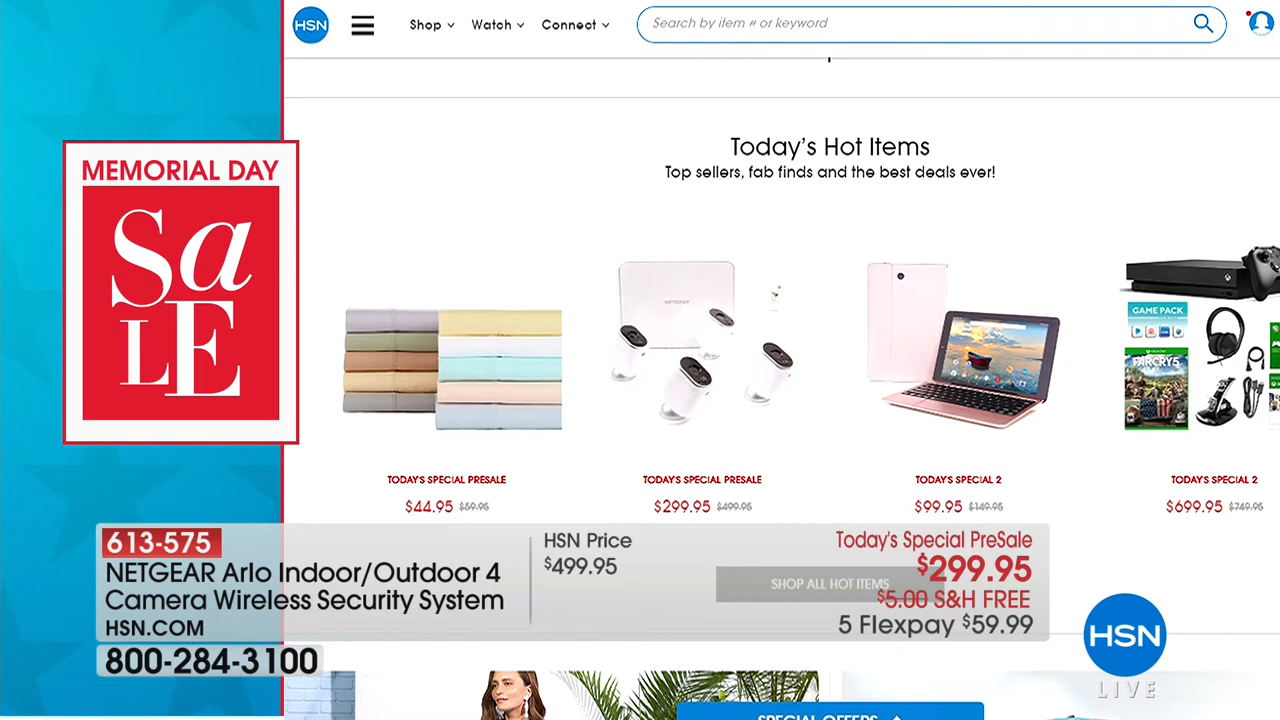 HSN
Shop
Watch
Connect
Search by item # or keyword
MEMORIAL DAY
SaLE
Today's Hot Items
Top sellers, fab finds and the best deals ever!
NETGEAR
GAME PACK
FARCRY5
TODAY'S SPECIAL PRESALE
$44.95 $59.95
TODAY'S SPECIAL PRESALE
$299.95 $499.95
TODAY'S SPECIAL 2
$99.95 $149.95
TODAY'S SPECIAL 2
$699.95 $749.95
SHOP ALL HOT ITEMS
613-575
NETGEAR Arlo Indoor/Outdoor 4
Camera Wireless Security System
HSN.COM
800-284-3100
HSN Price
$499.95
Today's Special PreSale
$299.95
$5.00 S&H FREE
5 Flexpay $59.99
HSN
LIVE
SPECIAL OFFERS